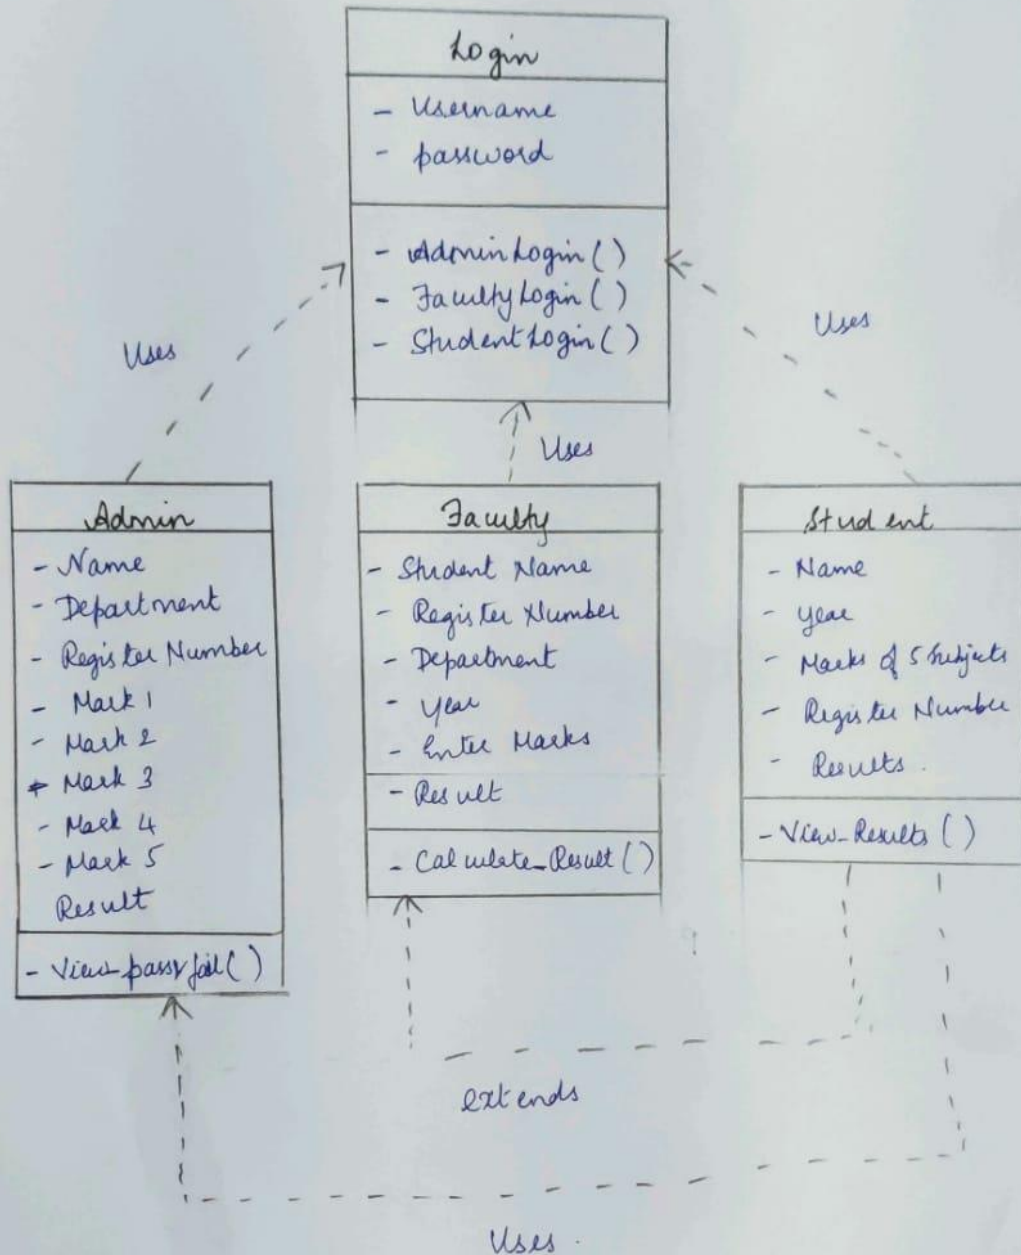 Login
- Username
- password
- AdminLogin()
- FacultyLogin()
- StudentLogin()
Uses
Uses
Uses
Admin
- Name
- Department
- Register Number
- Mark 1
- Mark 2
- Mark 3
- Mark 4
- Mark 5
Result
- View_pass/fail()
Faculty
- Student Name
- Register Number
- Department
- Year
- Enter Marks
- Result
- Calculate_Result()
Student
- Name
- Year
- Marks of 5 Subjects
- Register Number
- Results.
- View_Results()
extends
Uses.